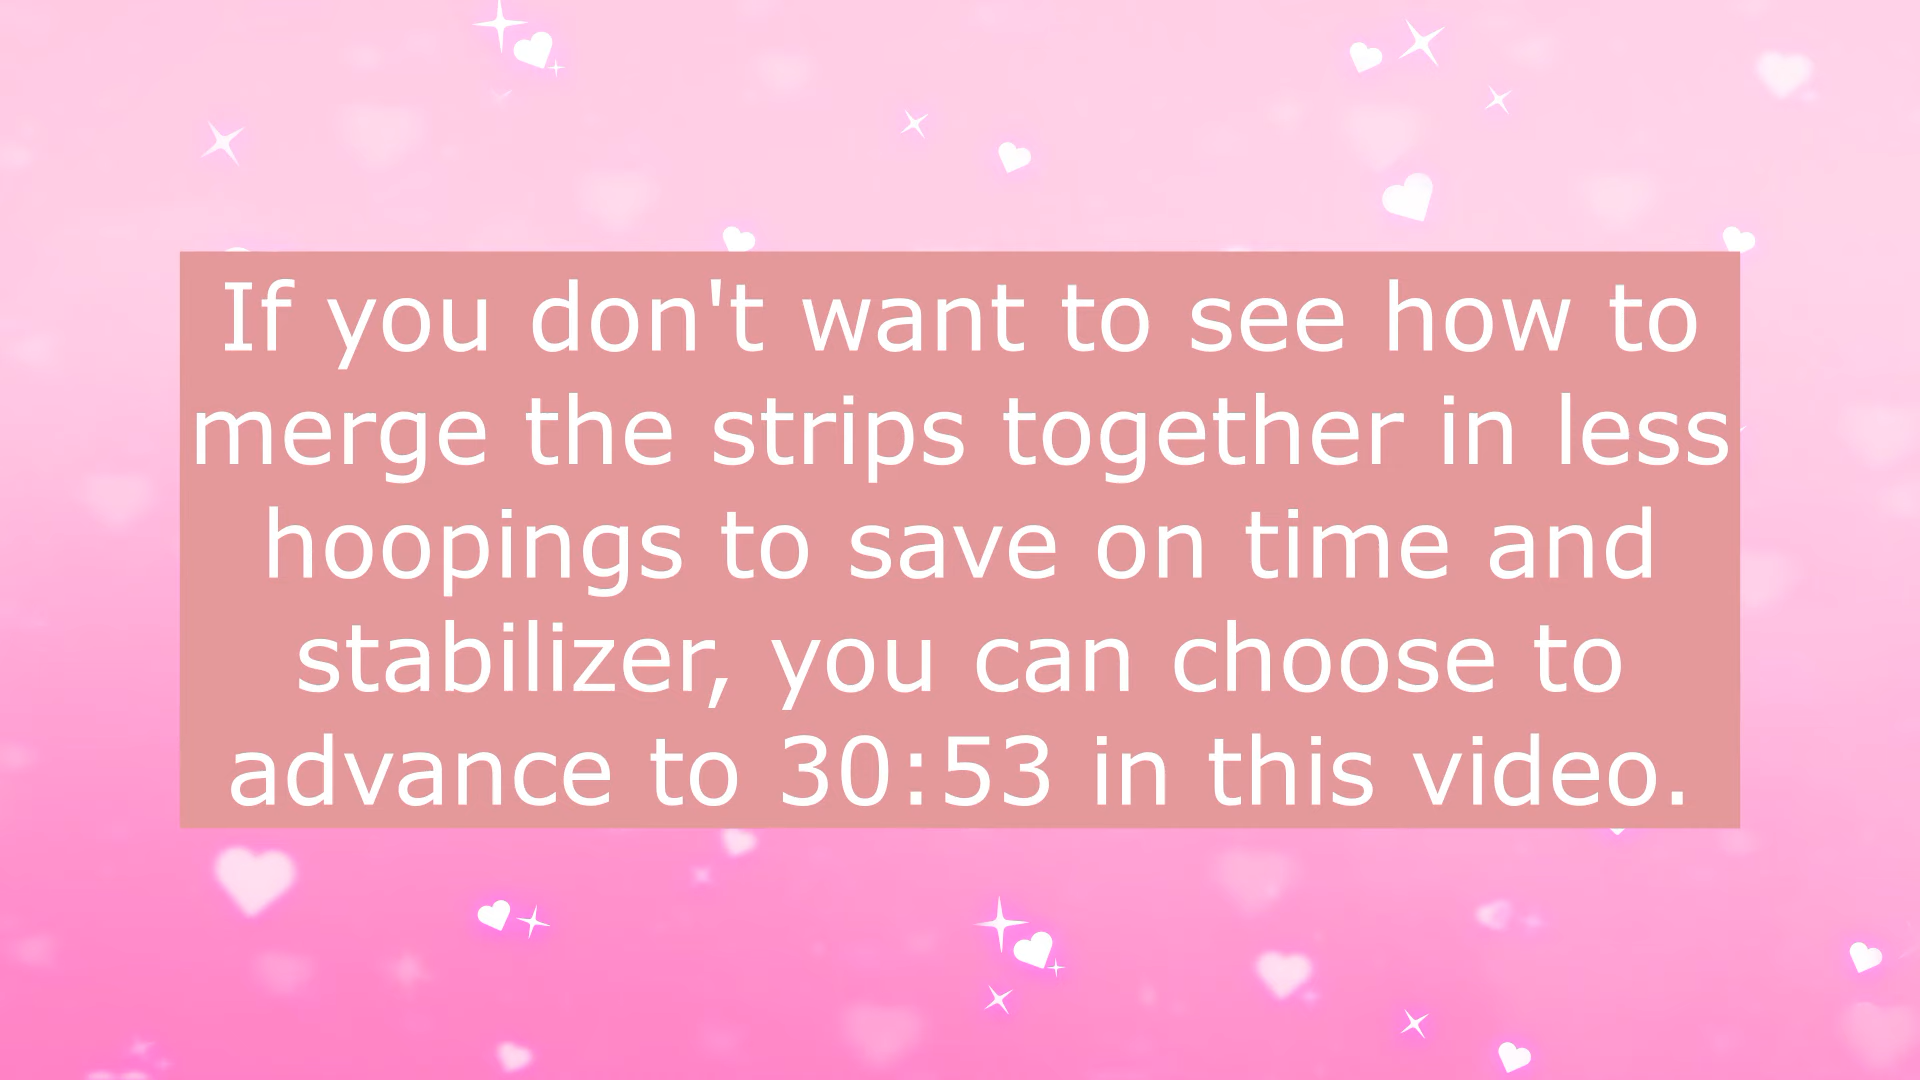 If you don't want to see how to
merge the strips together in less
hoopings to save on time and
stabilizer, you can choose to
advance to 30:53 in this video.